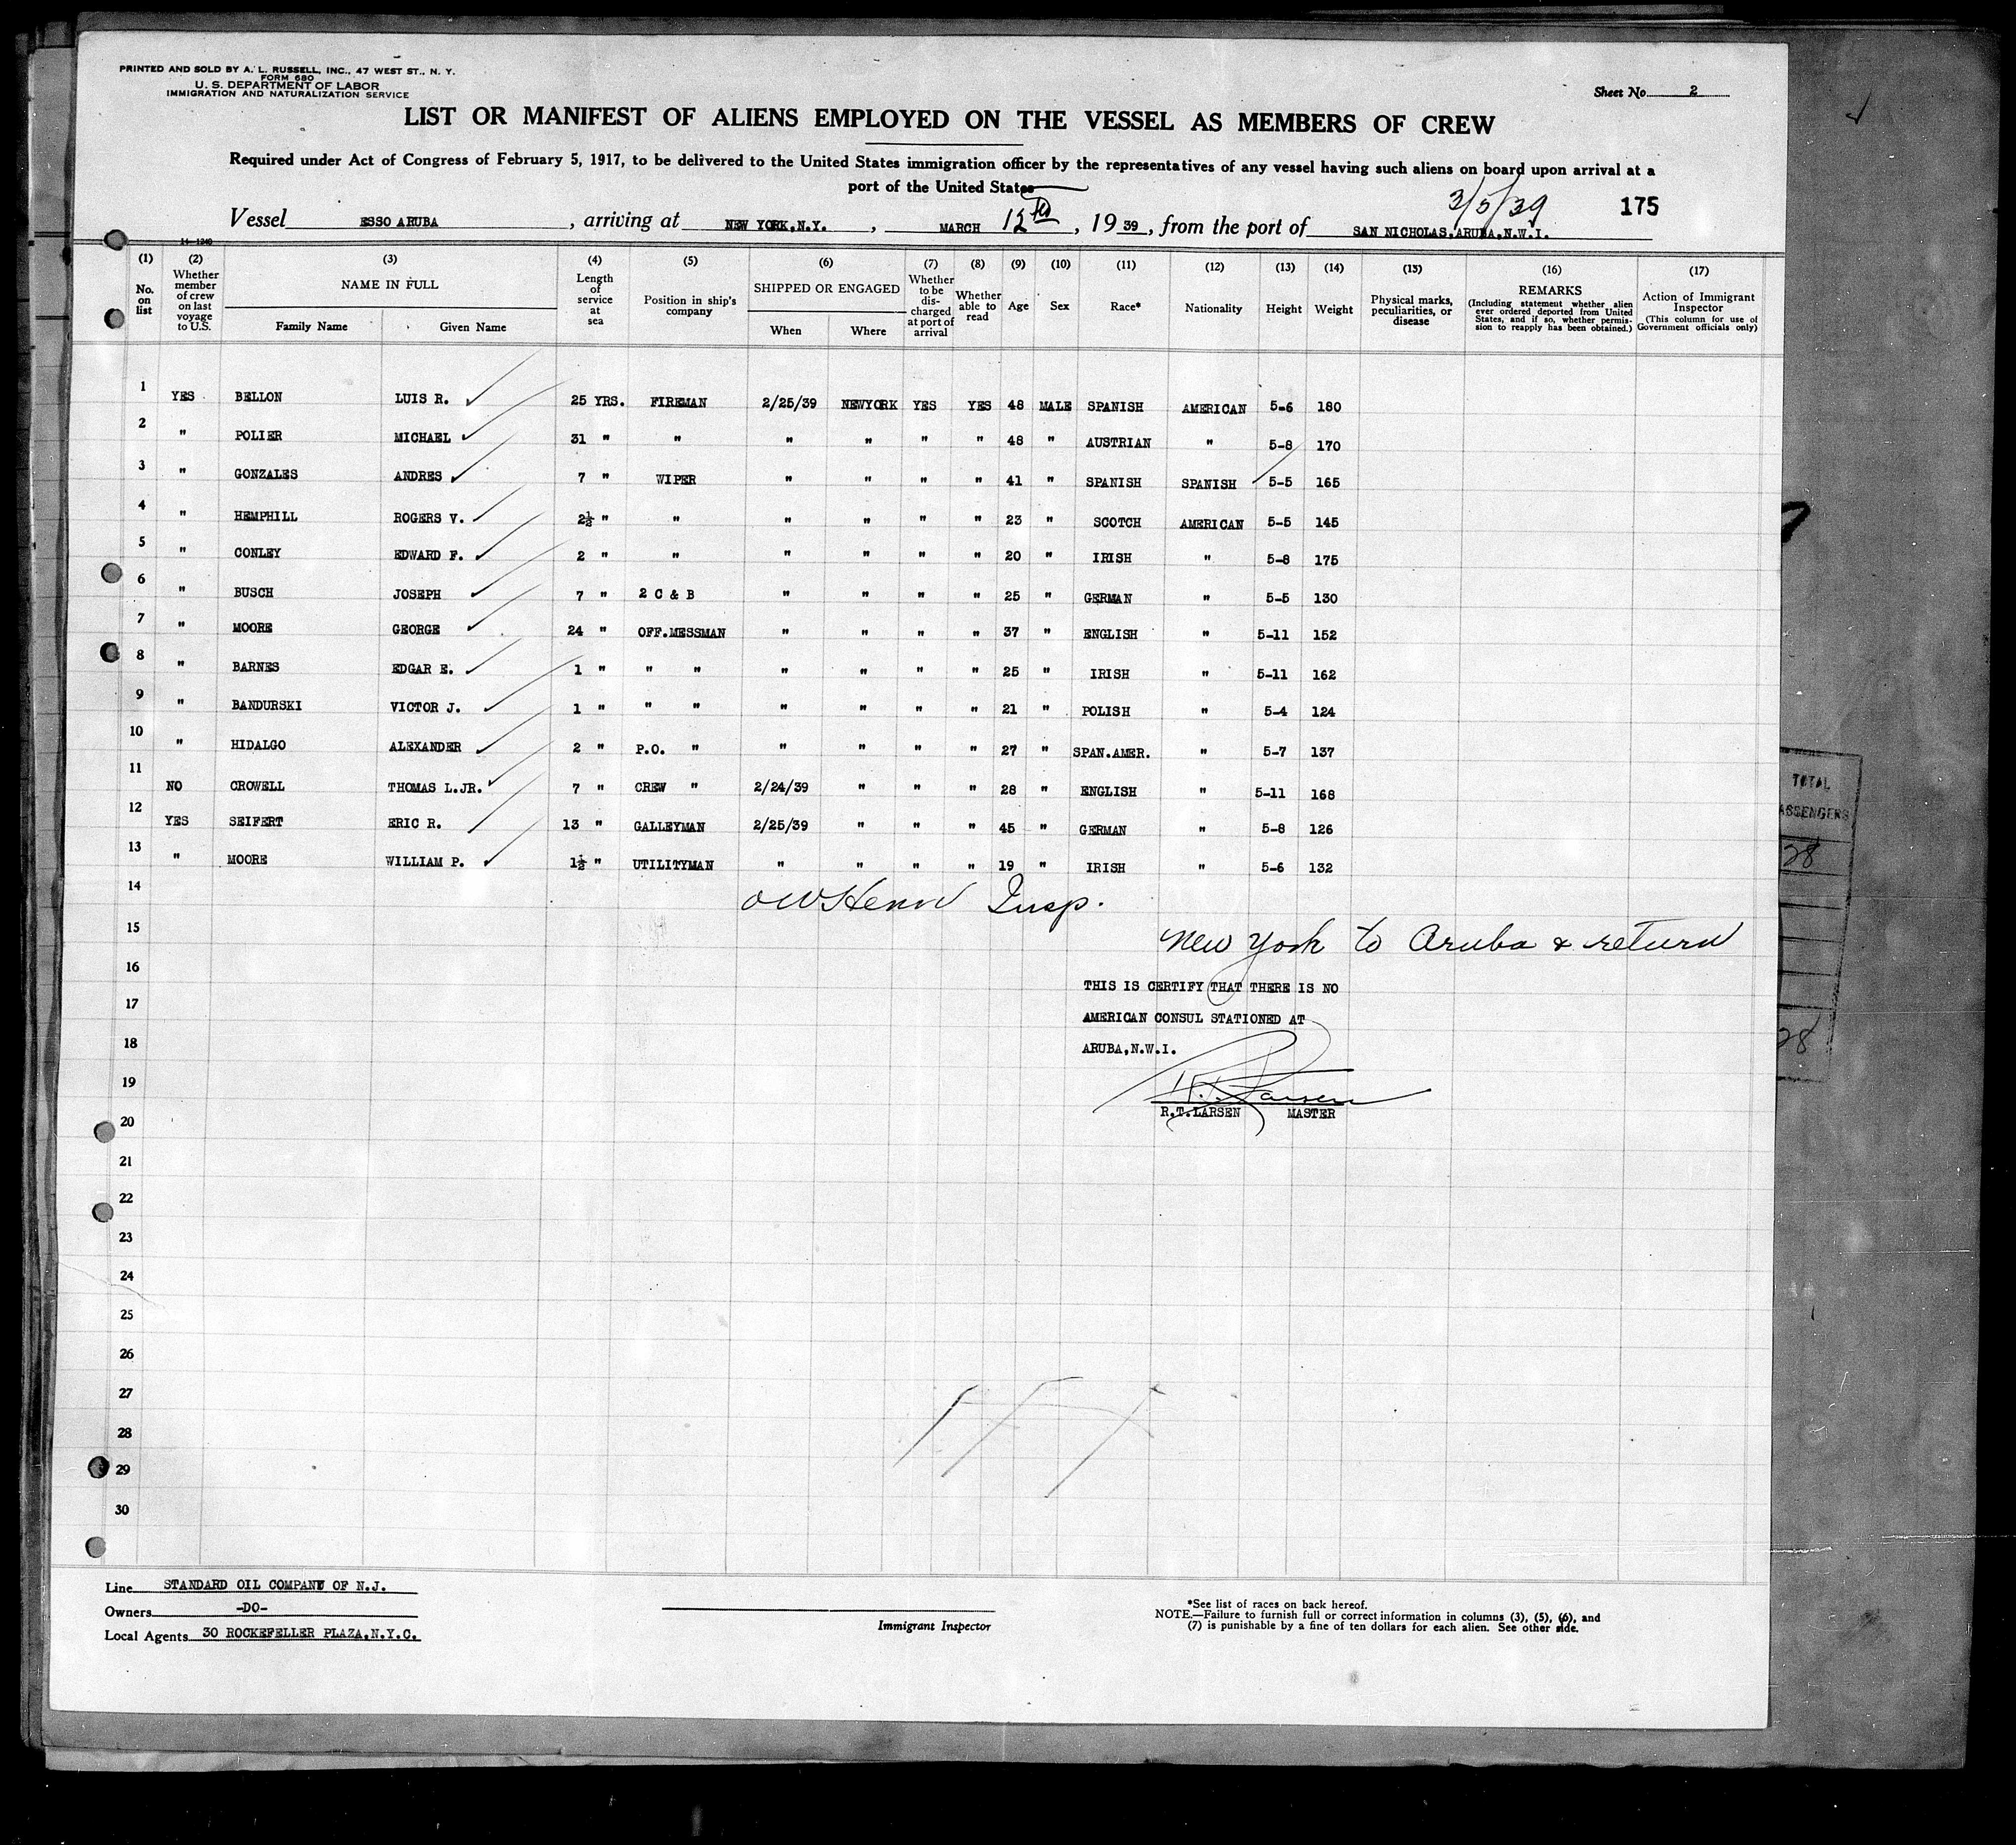 PRINTED AND SOLD BY A. L. RUSSELL, INC., 47 WEST ST., N. Y.
FORM 680
U. S. DEPARTMENT OF LABOR
IMMIGRATION AND NATURALIZATION SERVICE
Sheet No. 2
LIST OR MANIFEST OF ALIENS EMPLOYED ON THE VESSEL AS MEMBERS OF CREW
Required under Act of Congress of February 5, 1917, to be delivered to the United States immigration officer by the representatives of any vessel having such aliens on board upon arrival at a
port of the United States
3/5/39 175
Vessel ESSO ARUBA, arriving at NEW YORK, N.Y., MARCH 12th, 1939, from the port of SAN NICHOLAS, ARUBA, N.W.I.
14—1240
(1) (2) (3) (4) (5) (6) (7) (8) (9) (10) (11) (12) (13) (14) (15) (16) (17)
No. on list
Whether member of crew on last voyage to U.S.
NAME IN FULL
Family Name Given Name
Length of service at sea
Position in ship's company
SHIPPED OR ENGAGED
When Where
Whether to be discharged at port of arrival
Whether able to read
Age
Sex
Race*
Nationality
Height
Weight
Physical marks, peculiarities, or disease
REMARKS
(Including statement whether alien ever ordered deported from United States, and if so, whether permission to reapply has been obtained.)
Action of Immigrant Inspector
(This column for use of Government officials only)
1 YES BELLON LUIS R. 25 YRS. FIREMAN 2/25/39 NEWYORK YES YES 48 MALE SPANISH AMERICAN 5-6 180
2 " POLIER MICHAEL 31 " " " " " " 48 " AUSTRIAN " 5-8 170
3 " GONZALES ANDRES 7 " WIPER " " " " 41 " SPANISH SPANISH 5-5 165
4 " HEMPHILL ROGERS V. 2½ " " " " " " 23 " SCOTCH AMERICAN 5-5 145
5 " CONLEY EDWARD F. 2 " " " " " " 20 " IRISH " 5-8 175
6 " BUSCH JOSEPH 7 " 2 C & B " " " " 25 " GERMAN " 5-5 130
7 " MOORE GEORGE 24 " OFF.MESSMAN " " " " 37 " ENGLISH " 5-11 152
8 " BARNES EDGAR E. 1 " " " " " " " 25 " IRISH " 5-11 162
9 " BANDURSKI VICTOR J. 1 " " " " " " " 21 " POLISH " 5-4 124
10 " HIDALGO ALEXANDER 2 " P.O. " " " " " 27 " SPAN.AMER. " 5-7 137
11 NO CROWELL THOMAS L.JR. 7 " CREW " 2/24/39 " " " 28 " ENGLISH " 5-11 168
12 YES SEIFERT ERIC R. 13 " GALLEYMAN 2/25/39 " " " 45 " GERMAN " 5-8 126
13 " MOORE WILLIAM P. 1½ " UTILITYMAN " " " " 19 " IRISH " 5-6 132
14
Insp.
15
New York to Aruba & return
16
THIS IS CERTIFY THAT THERE IS NO
17
AMERICAN CONSUL STATIONED AT
18
ARUBA, N.W.I.
19
R.T. Larsen
R.T. LARSEN MASTER
20
21
22
23
24
25
26
27
28
29
30
TOTAL
ASSENGERS
28
28
Line STANDARD OIL COMPANY OF N.J.
Owners -DO-
Local Agents 30 ROCKEFELLER PLAZA, N.Y.C.
Immigrant Inspector
*See list of races on back hereof.
NOTE.—Failure to furnish full or correct information in columns (3), (5), (6), and
(7) is punishable by a fine of ten dollars for each alien. See other side.